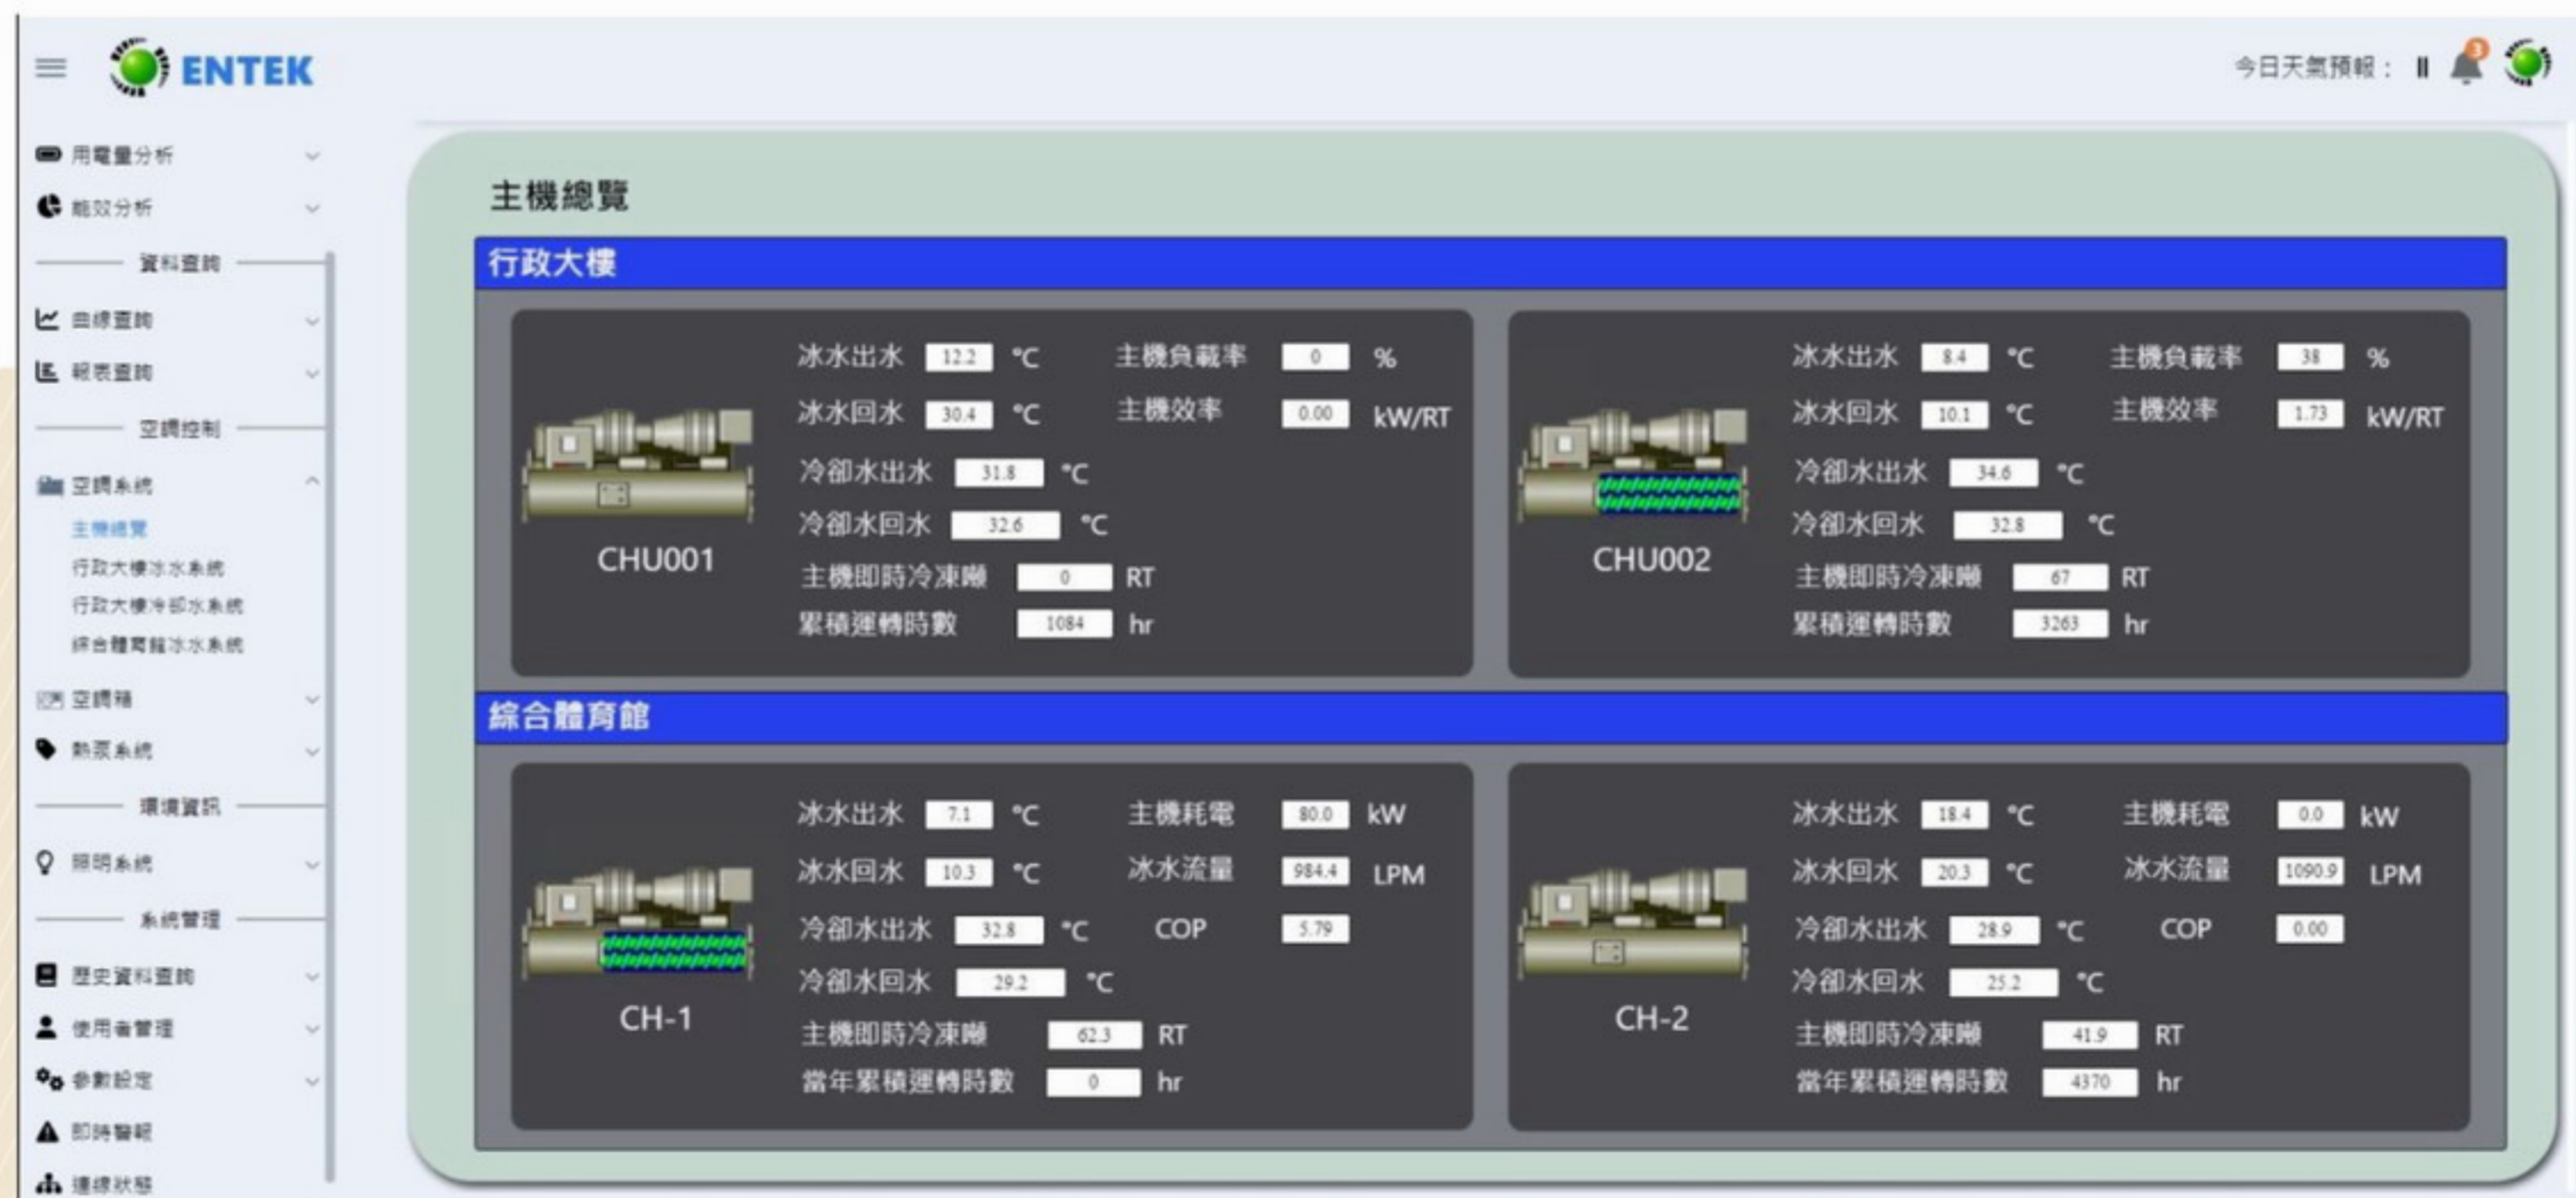 ENTEK
今日天氣預報：
3
用電量分析
能效分析
資料查詢
曲線查詢
報表查詢
空調控制
空調系統
主機總覽
行政大樓冰水系統
行政大樓冷卻水系統
綜合體育館冰水系統
空調箱
熱泵系統
環境資訊
照明系統
系統管理
歷史資料查詢
使用者管理
參數設定
即時警報
連線狀態
主機總覽
行政大樓
CHU001
冰水出水 12.2 °C 主機負載率 0 %
冰水回水 30.4 °C 主機效率 0.00 kW/RT
冷卻水出水 31.8 °C
冷卻水回水 32.6 °C
主機即時冷凍噸 0 RT
累積運轉時數 1084 hr
CHU002
冰水出水 8.4 °C 主機負載率 38 %
冰水回水 10.1 °C 主機效率 1.73 kW/RT
冷卻水出水 34.6 °C
冷卻水回水 32.8 °C
主機即時冷凍噸 67 RT
累積運轉時數 3263 hr
綜合體育館
CH-1
冰水出水 7.1 °C 主機耗電 80.0 kW
冰水回水 10.3 °C 冰水流量 984.4 LPM
冷卻水出水 32.8 °C COP 5.79
冷卻水回水 29.2 °C
主機即時冷凍噸 62.3 RT
當年累積運轉時數 0 hr
CH-2
冰水出水 18.4 °C 主機耗電 0.0 kW
冰水回水 20.3 °C 冰水流量 1090.9 LPM
冷卻水出水 28.9 °C COP 0.00
冷卻水回水 25.2 °C
主機即時冷凍噸 41.9 RT
當年累積運轉時數 4370 hr